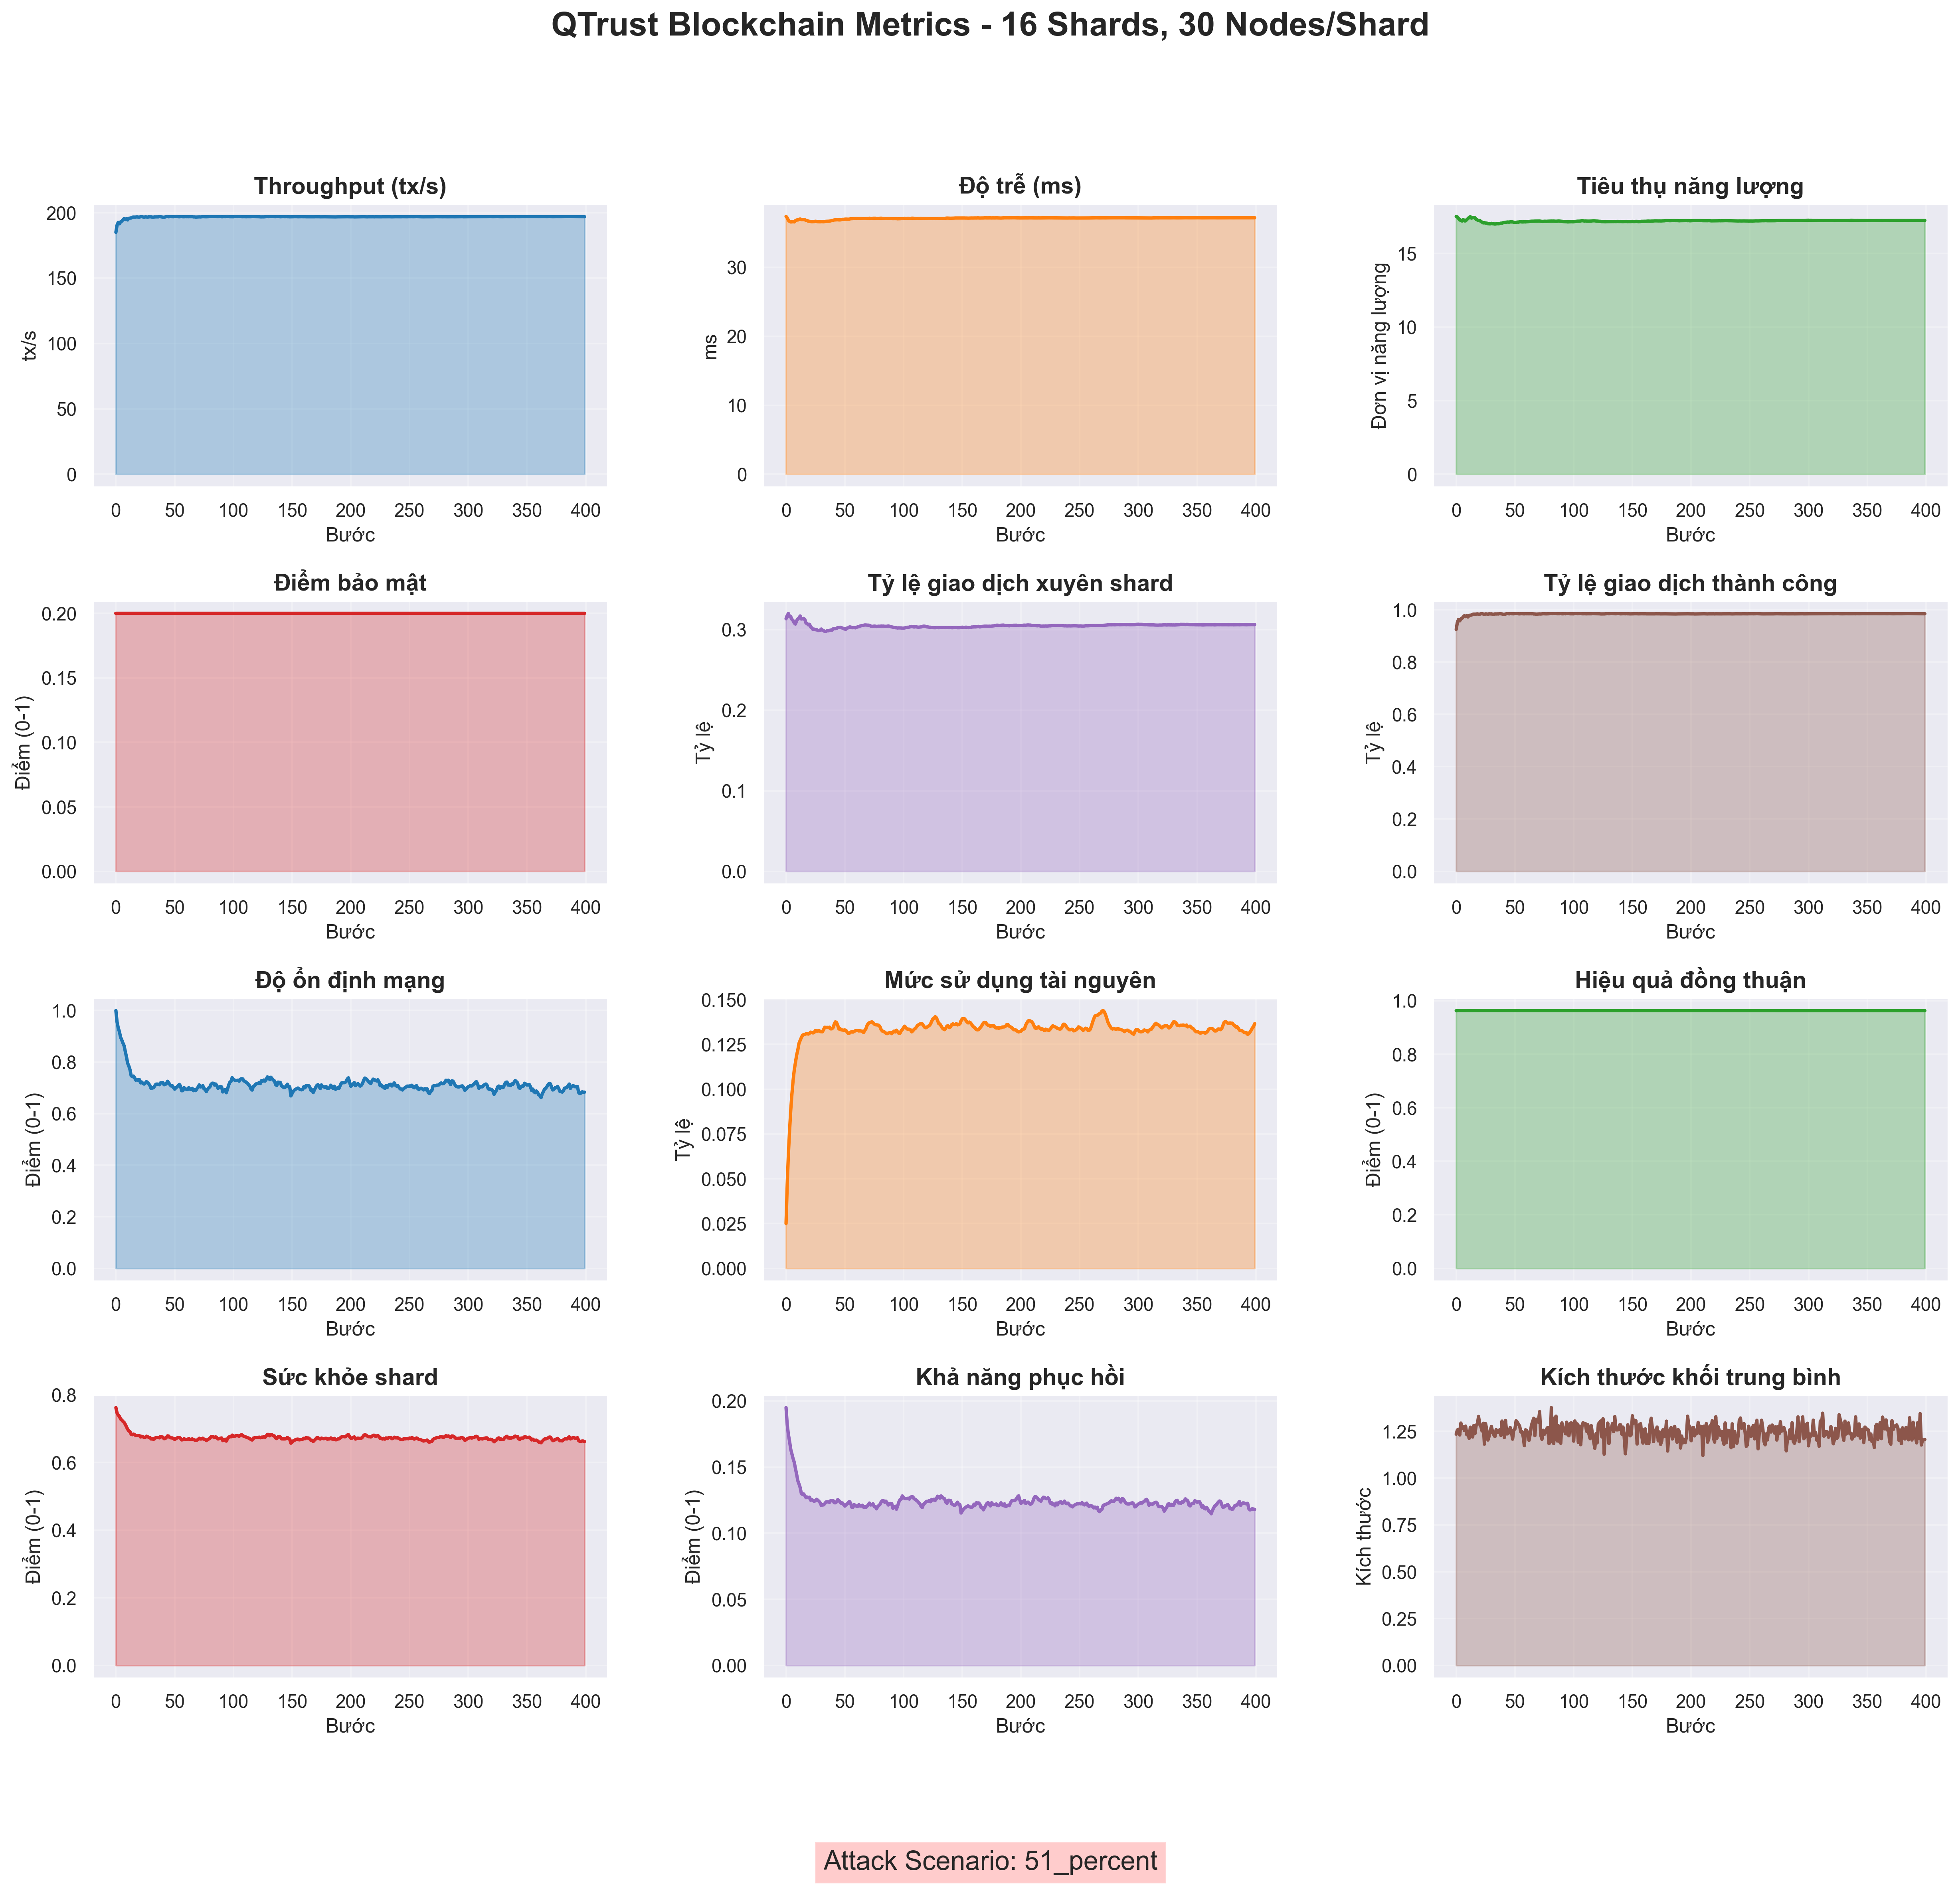 QTrust Blockchain Metrics - 16 Shards, 30 Nodes/Shard
Throughput (tx/s)
tx/s
200
150
100
50
0
0 50 100 150 200 250 300 350 400
Bước
Độ trễ (ms)
ms
30
20
10
0
0 50 100 150 200 250 300 350 400
Bước
Tiêu thụ năng lượng
Đơn vị năng lượng
15
10
5
0
0 50 100 150 200 250 300 350 400
Bước
Điểm bảo mật
Điểm (0-1)
0.20
0.15
0.10
0.05
0.00
0 50 100 150 200 250 300 350 400
Bước
Tỷ lệ giao dịch xuyên shard
Tỷ lệ
0.3
0.2
0.1
0.0
0 50 100 150 200 250 300 350 400
Bước
Tỷ lệ giao dịch thành công
Tỷ lệ
1.0
0.8
0.6
0.4
0.2
0.0
0 50 100 150 200 250 300 350 400
Bước
Độ ổn định mạng
Điểm (0-1)
1.0
0.8
0.6
0.4
0.2
0.0
0 50 100 150 200 250 300 350 400
Bước
Mức sử dụng tài nguyên
Tỷ lệ
0.150
0.125
0.100
0.075
0.050
0.025
0.000
0 50 100 150 200 250 300 350 400
Bước
Hiệu quả đồng thuận
Điểm (0-1)
1.0
0.8
0.6
0.4
0.2
0.0
0 50 100 150 200 250 300 350 400
Bước
Sức khỏe shard
Điểm (0-1)
0.8
0.6
0.4
0.2
0.0
0 50 100 150 200 250 300 350 400
Bước
Khả năng phục hồi
Điểm (0-1)
0.20
0.15
0.10
0.05
0.00
0 50 100 150 200 250 300 350 400
Bước
Kích thước khối trung bình
Kích thước
1.25
1.00
0.75
0.50
0.25
0.00
0 50 100 150 200 250 300 350 400
Bước
Attack Scenario: 51_percent